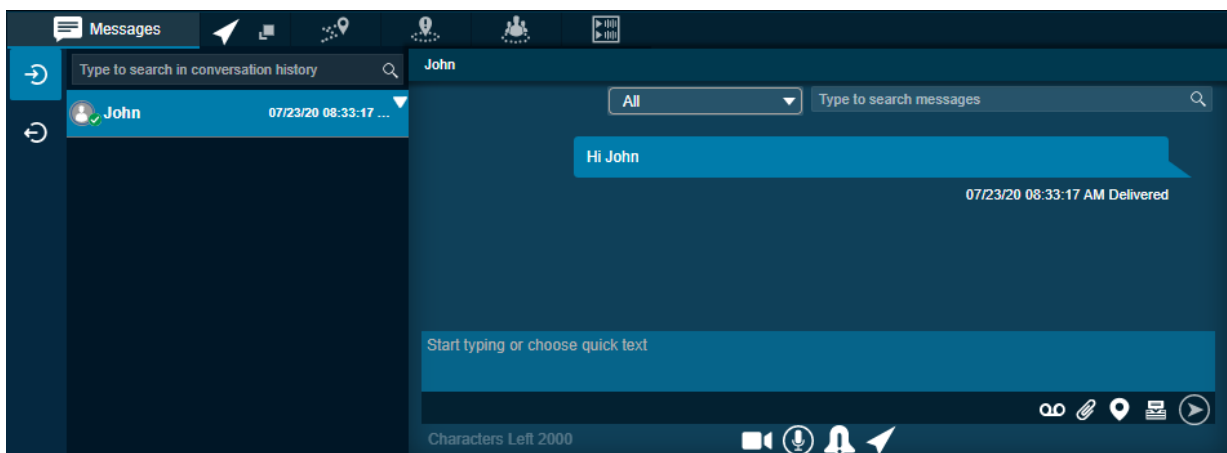 Messages
Type to search in conversation history
John
John 07/23/20 08:33:17 ...
All
Type to search messages
Hi John
07/23/20 08:33:17 AM Delivered
Start typing or choose quick text
Characters Left 2000